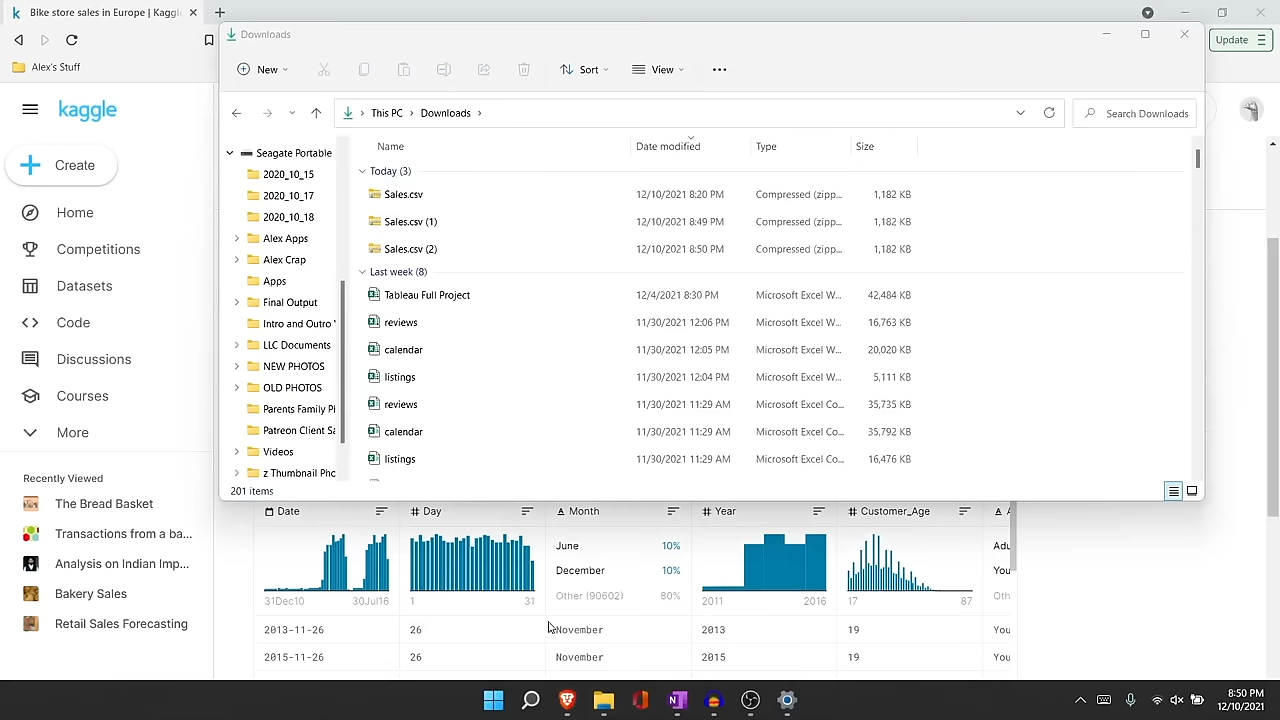 Bike store sales in Europe | Kaggl
Update
Alex's Stuff
kaggle
Create
Home
Competitions
Datasets
Code
Discussions
Courses
More
Recently Viewed
The Bread Basket
Transactions from a ba...
Analysis on Indian Imp...
Bakery Sales
Retail Sales Forecasting
Downloads
New
Sort
View
This PC > Downloads >
Search Downloads
Seagate Portable
2020_10_15
2020_10_17
2020_10_18
Alex Apps
Alex Crap
Apps
Final Output
Intro and Outro
LLC Documents
NEW PHOTOS
OLD PHOTOS
Parents Family Pi
Patreon Client Sa
Videos
z Thumbnail Pho
Name Date modified Type Size
Today (3)
Sales.csv 12/10/2021 8:20 PM Compressed (zipp... 1,182 KB
Sales.csv (1) 12/10/2021 8:49 PM Compressed (zipp... 1,182 KB
Sales.csv (2) 12/10/2021 8:50 PM Compressed (zipp... 1,182 KB
Last week (8)
Tableau Full Project 12/4/2021 8:30 PM Microsoft Excel W... 42,484 KB
reviews 11/30/2021 12:06 PM Microsoft Excel W... 16,763 KB
calendar 11/30/2021 12:05 PM Microsoft Excel W... 20,020 KB
listings 11/30/2021 12:04 PM Microsoft Excel W... 5,111 KB
reviews 11/30/2021 11:29 AM Microsoft Excel Co... 35,735 KB
calendar 11/30/2021 11:29 AM Microsoft Excel Co... 35,792 KB
listings 11/30/2021 11:29 AM Microsoft Excel Co... 16,476 KB
201 items
Date # Day A Month # Year # Customer_Age A
June 10% Adu
December 10% You
Other (90602) 80% Oth
31Dec10 30Jul16 1 31 2011 2016 17 87
2013-11-26 26 November 2013 19 You
2015-11-26 26 November 2015 19 You
8:50 PM
12/10/2021